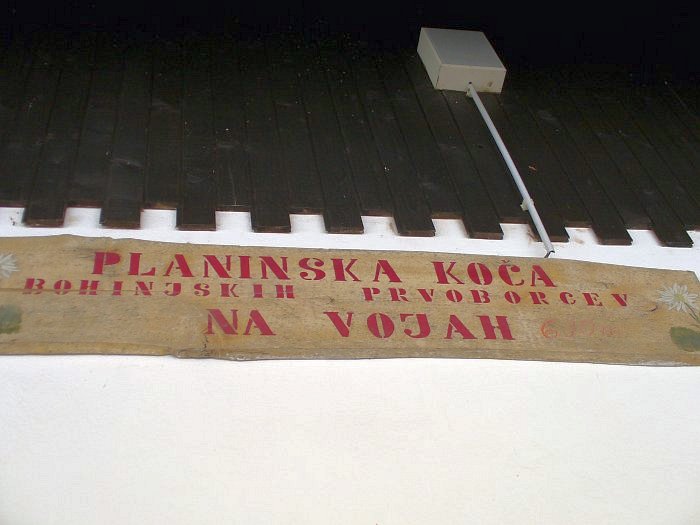 PLANINSKA KOČA
BOHINJSKIH PRVOBORCEV
NA VOJAH